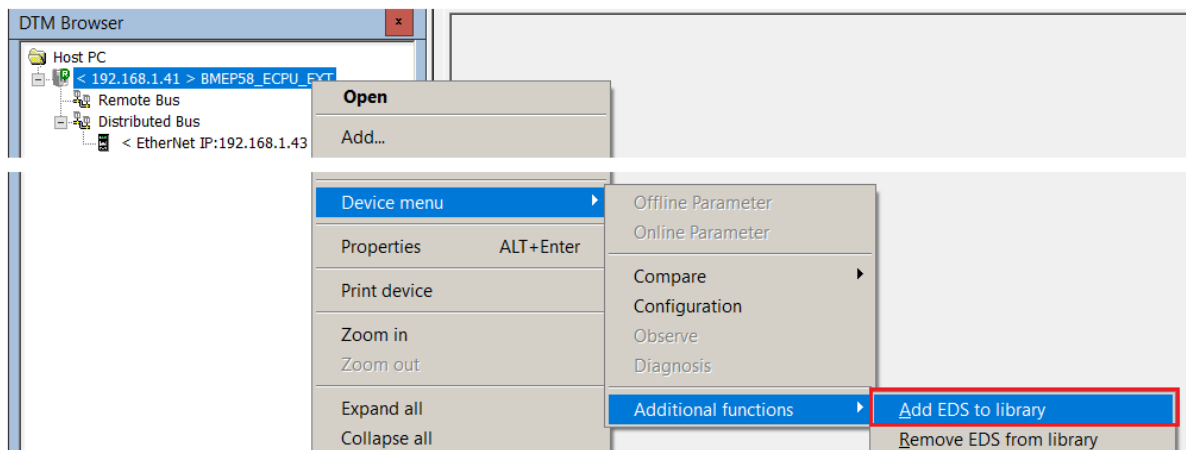 DTM Browser
x
Host PC
< 192.168.1.41 > BMEP58_ECPU_EXT
Remote Bus
Distributed Bus
< EtherNet IP:192.168.1.43
Open
Add...
Device menu
Properties ALT+Enter
Print device
Zoom in
Zoom out
Expand all
Collapse all
Offline Parameter
Online Parameter
Compare
Configuration
Observe
Diagnosis
Additional functions
Add EDS to library
Remove EDS from library